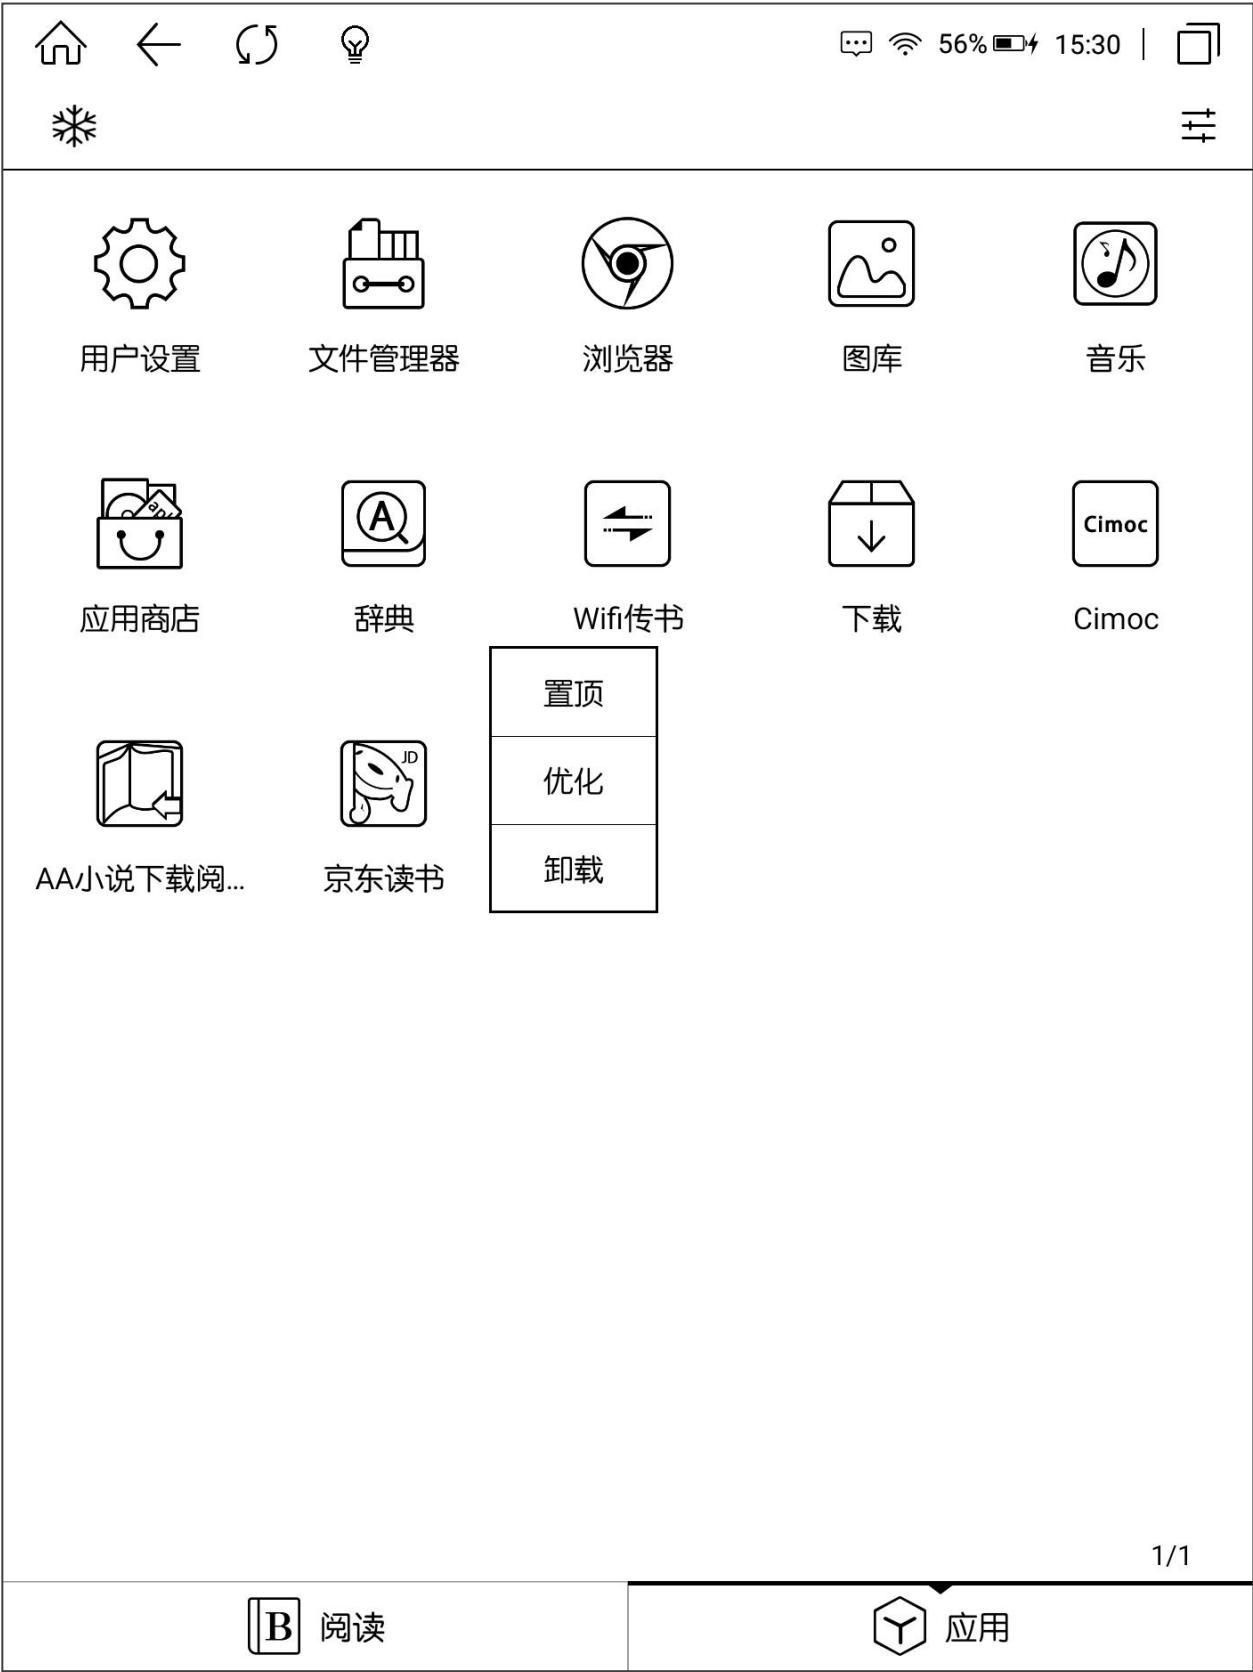 56% 15:30
用户设置 文件管理器 浏览器 图库 音乐
apk
A
Cimoc
应用商店 辞典 Wifi传书 下载 Cimoc
置顶
优化
卸载
JD
AA小说下载阅... 京东读书
1/1
B 阅读 应用